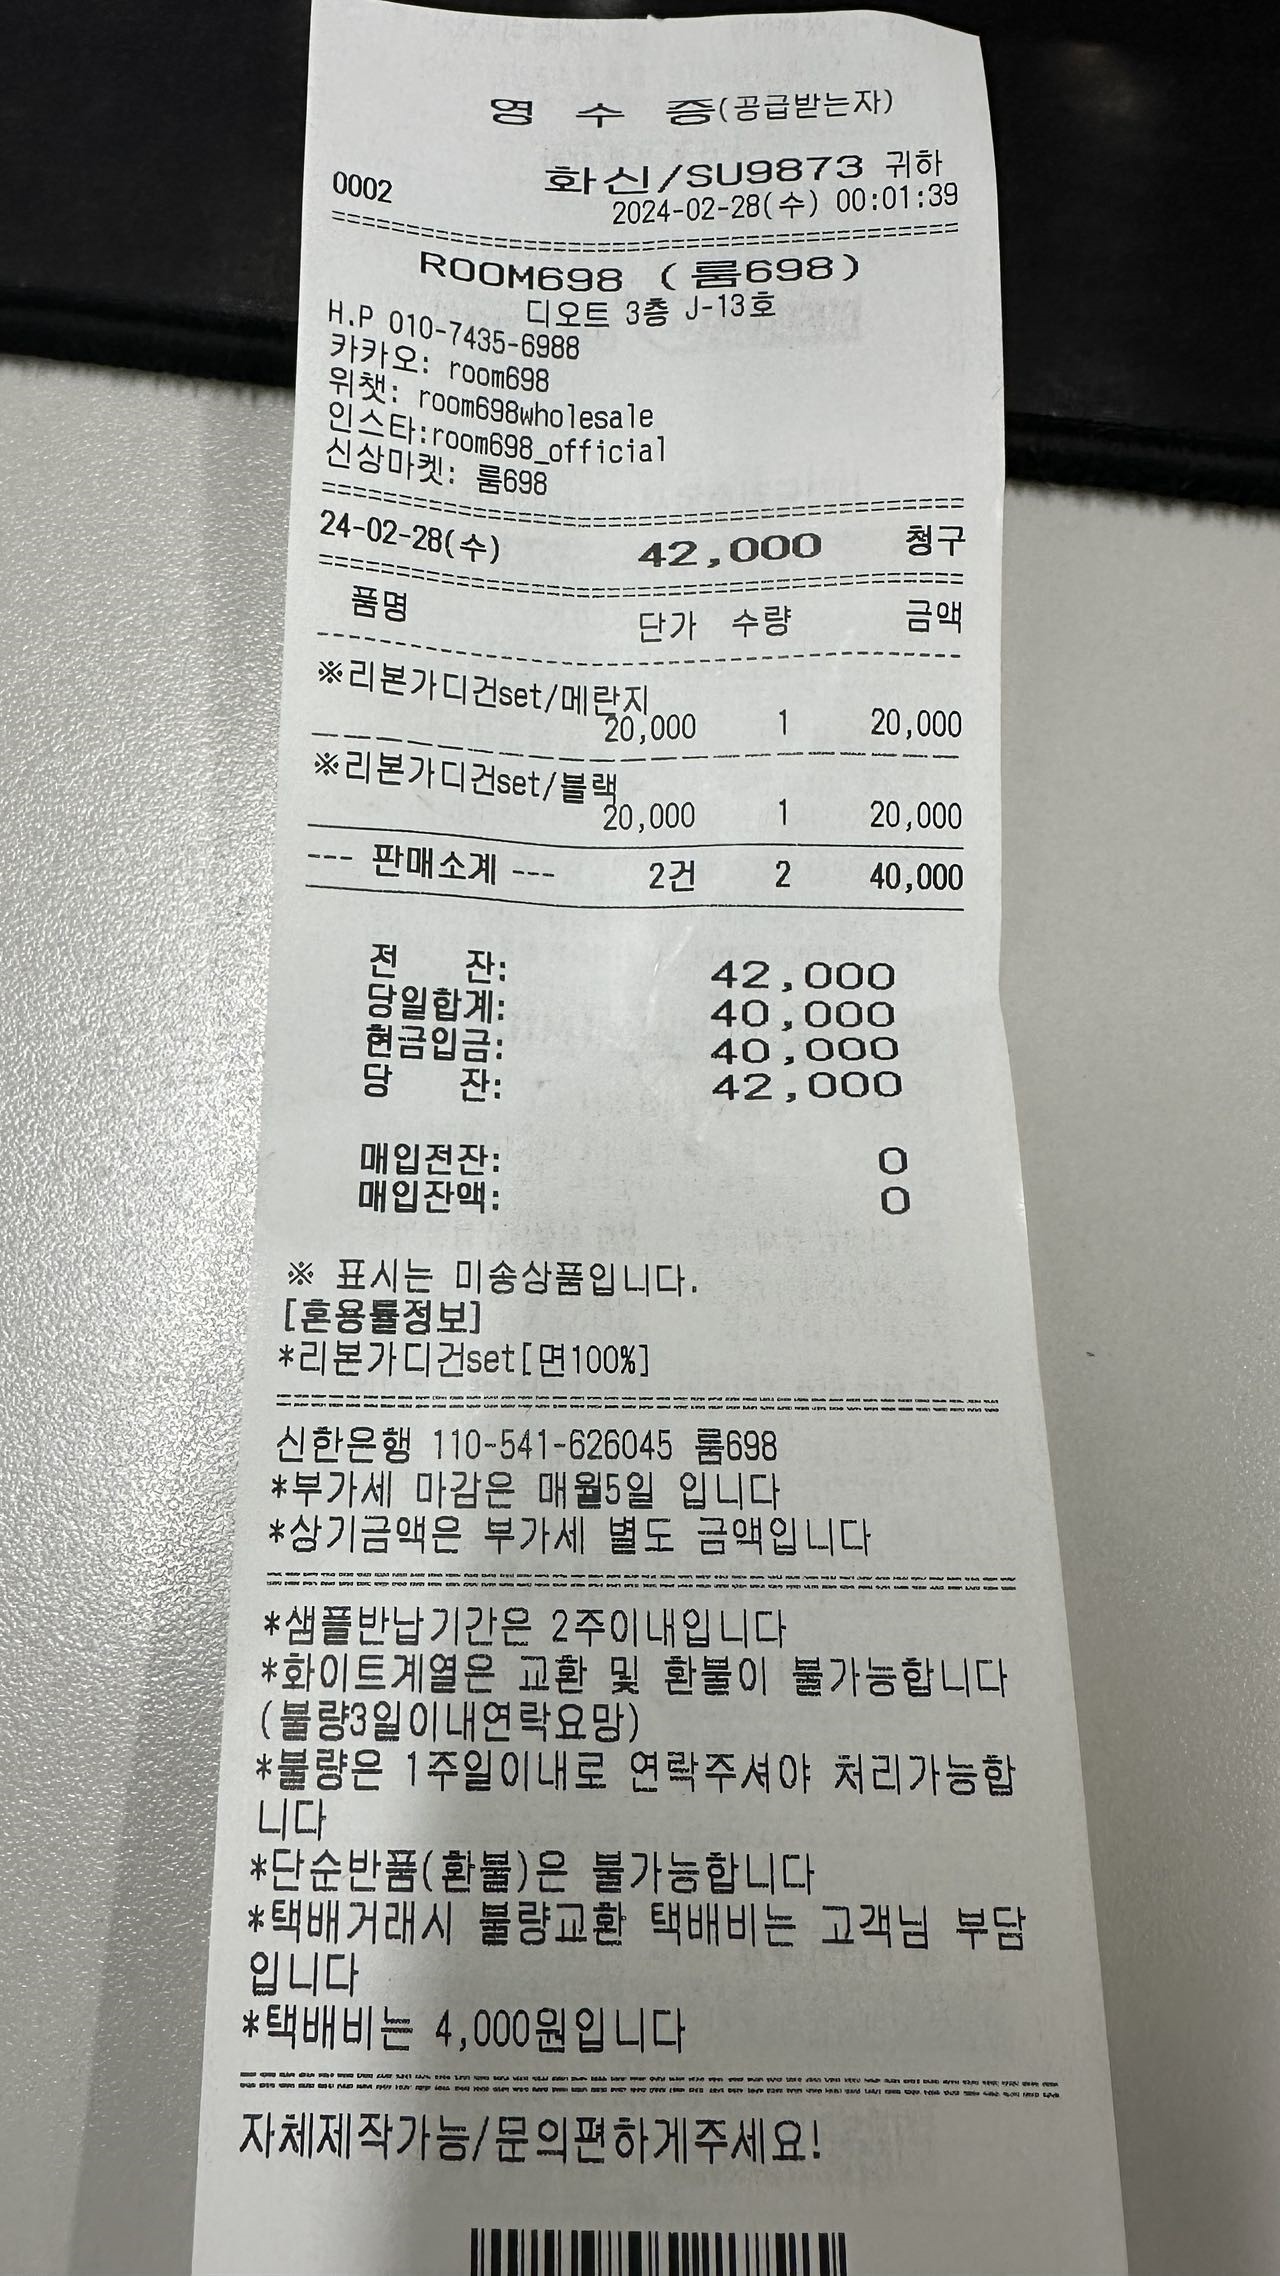 영 수 증(공급받는자)
0002 화신/SU9873 귀하
2024-02-28(수) 00:01:39
ROOM698 (룸698)
디오트 3층 J-13호
H.P 010-7435-6988
카카오: room698
위챗: room698wholesale
인스타:room698_official
신상마켓: 룸698
24-02-28(수) 42,000 청구
품명 단가 수량 금액
※리본가디건set/메란지
20,000 1 20,000
※리본가디건set/블랙
20,000 1 20,000
--- 판매소계 --- 2건 2 40,000
전 잔: 42,000
당일합계: 40,000
현금입금: 40,000
당 잔: 42,000
매입전잔: 0
매입잔액: 0
※ 표시는 미송상품입니다.
[혼용률정보]
*리본가디건set[면100%]
신한은행 110-541-626045 룸698
*부가세 마감은 매월5일 입니다
*상기금액은 부가세 별도 금액입니다
*샘플반납기간은 2주이내입니다
*화이트계열은 교환 및 환불이 불가능합니다
(불량3일이내연락요망)
*불량은 1주일이내로 연락주셔야 처리가능합
니다
*단순반품(환불)은 불가능합니다
*택배거래시 불량교환 택배비는 고객님 부담
입니다
*택배비는 4,000원입니다
자체제작가능/문의편하게주세요!